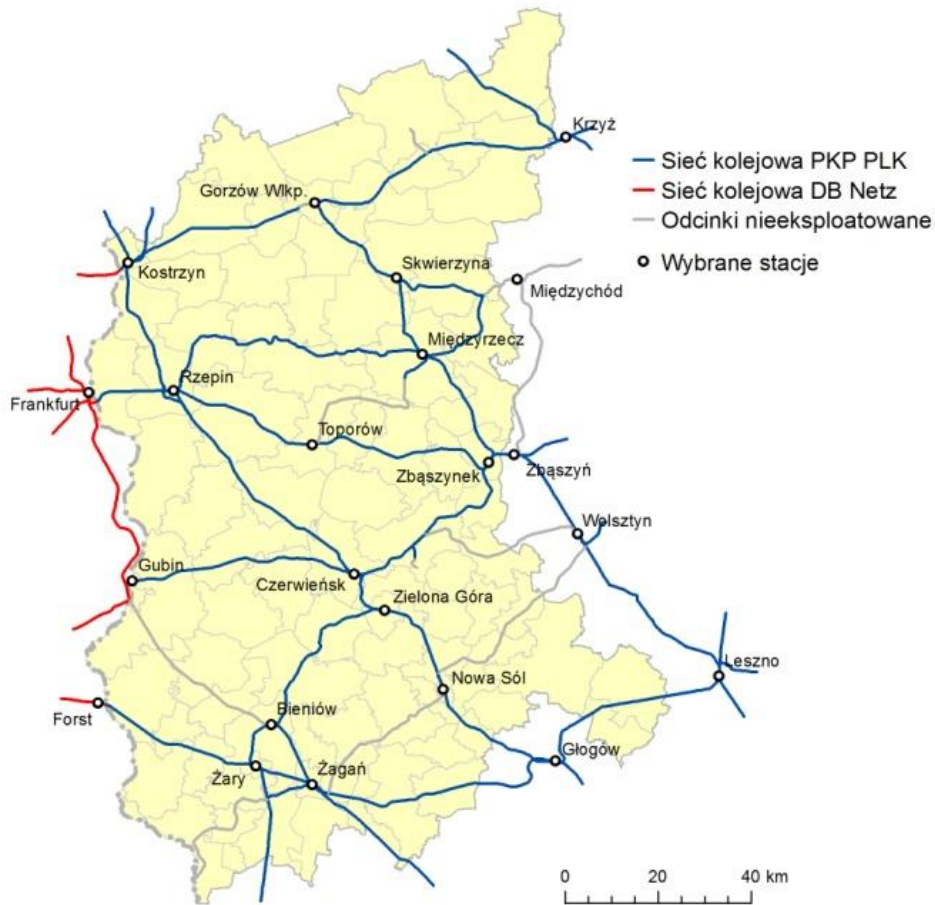 Krzyż
Sieć kolejowa PKP PLK
Sieć kolejowa DB Netz
Odcinki nieeksploatowane
Wybrane stacje
Gorzów Wlkp.
Kostrzyn
Skwierzyna
Międzychód
Międzyrzecz
Rzepin
Frankfurt
Toporów
Zbąszynek
Zbąszyń
Wolsztyn
Gubin
Czerwieńsk
Zielona Góra
Leszno
Nowa Sól
Forst
Bieniów
Głogów
Żary
Żagań
0 20 40 km